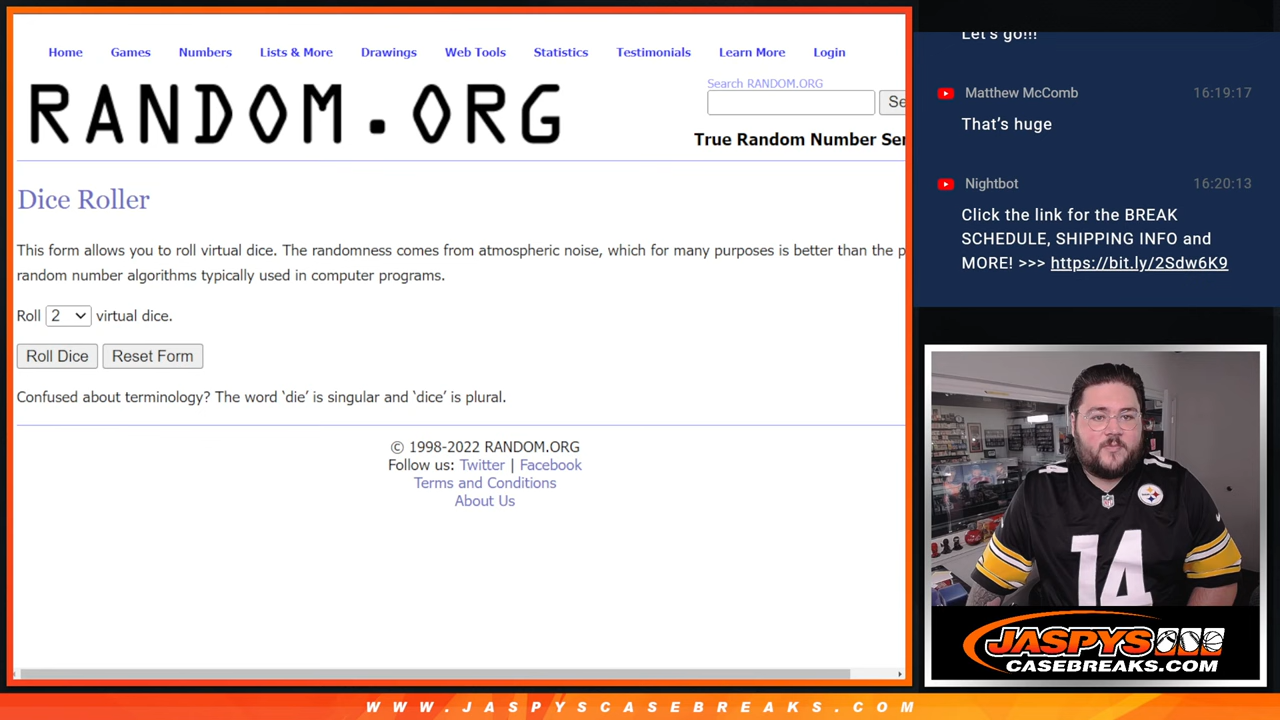 Home Games Numbers Lists & More Drawings Web Tools Statistics Testimonials Learn More Login
RANDOM.ORG
Search RANDOM.ORG
Se
True Random Number Ser
Dice Roller
This form allows you to roll virtual dice. The randomness comes from atmospheric noise, which for many purposes is better than the p
random number algorithms typically used in computer programs.
Roll 2 virtual dice.
Roll Dice Reset Form
Confused about terminology? The word ‘die’ is singular and ‘dice’ is plural.
© 1998-2022 RANDOM.ORG
Follow us: Twitter | Facebook
Terms and Conditions
About Us
Let's go!!!
Matthew McComb 16:19:17
That’s huge
Nightbot 16:20:13
Click the link for the BREAK
SCHEDULE, SHIPPING INFO and
MORE! >>> https://bit.ly/2Sdw6K9
14
JASPYS
CASEBREAKS.COM
WWW.JASPYSCASEBREAKS.COM